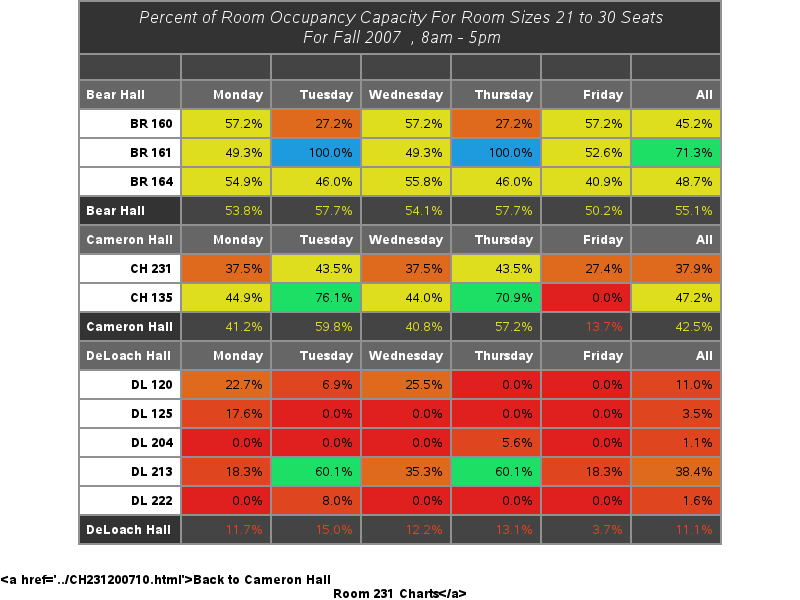 Percent of Room Occupancy Capacity For Room Sizes 21 to 30 Seats
For Fall 2007 , 8am - 5pm
Bear Hall Monday Tuesday Wednesday Thursday Friday All
BR 160 57.2% 27.2% 57.2% 27.2% 57.2% 45.2%
BR 161 49.3% 100.0% 49.3% 100.0% 52.6% 71.3%
BR 164 54.9% 46.0% 55.8% 46.0% 40.9% 48.7%
Bear Hall 53.8% 57.7% 54.1% 57.7% 50.2% 55.1%
Cameron Hall Monday Tuesday Wednesday Thursday Friday All
CH 231 37.5% 43.5% 37.5% 43.5% 27.4% 37.9%
CH 135 44.9% 76.1% 44.0% 70.9% 0.0% 47.2%
Cameron Hall 41.2% 59.8% 40.8% 57.2% 13.7% 42.5%
DeLoach Hall Monday Tuesday Wednesday Thursday Friday All
DL 120 22.7% 6.9% 25.5% 0.0% 0.0% 11.0%
DL 125 17.6% 0.0% 0.0% 0.0% 0.0% 3.5%
DL 204 0.0% 0.0% 0.0% 5.6% 0.0% 1.1%
DL 213 18.3% 60.1% 35.3% 60.1% 18.3% 38.4%
DL 222 0.0% 8.0% 0.0% 0.0% 0.0% 1.6%
DeLoach Hall 11.7% 15.0% 12.2% 13.1% 3.7% 11.1%
<a href='../CH231200710.html'>Back to Cameron Hall
Room 231 Charts</a>